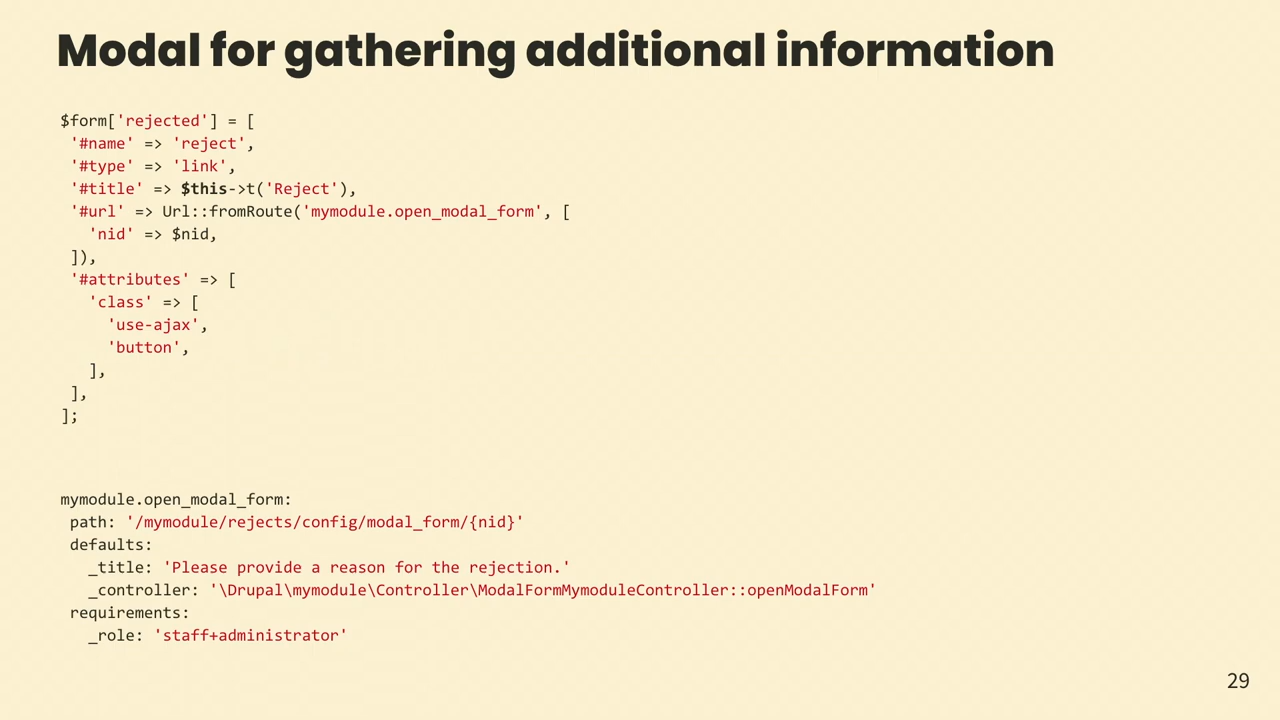 Modal for gathering additional information
$form['rejected'] = [
 '#name' => 'reject',
 '#type' => 'link',
 '#title' => $this->t('Reject'),
 '#url' => Url::fromRoute('mymodule.open_modal_form', [
   'nid' => $nid,
 ]),
 '#attributes' => [
   'class' => [
     'use-ajax',
     'button',
   ],
 ],
];
mymodule.open_modal_form:
 path: '/mymodule/rejects/config/modal_form/{nid}'
 defaults:
   _title: 'Please provide a reason for the rejection.'
   _controller: '\Drupal\mymodule\Controller\ModalFormMymoduleController::openModalForm'
 requirements:
   _role: 'staff+administrator'
29